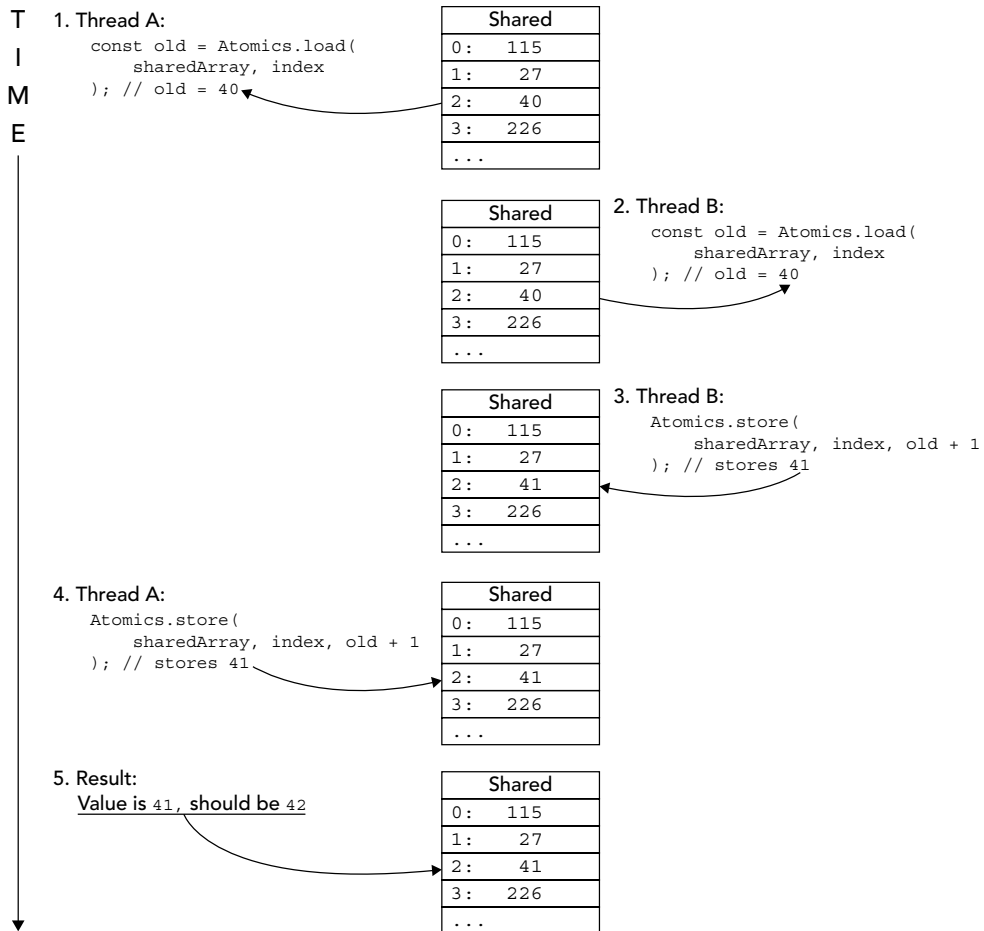 T
I
M
E
1. Thread A:
const old = Atomics.load(
sharedArray, index
); // old = 40
Shared
0: 115
1: 27
2: 40
3: 226
...
Shared
0: 115
1: 27
2: 40
3: 226
...
2. Thread B:
const old = Atomics.load(
sharedArray, index
); // old = 40
Shared
0: 115
1: 27
2: 41
3: 226
...
3. Thread B:
Atomics.store(
sharedArray, index, old + 1
); // stores 41
4. Thread A:
Atomics.store(
sharedArray, index, old + 1
); // stores 41
Shared
0: 115
1: 27
2: 41
3: 226
...
5. Result:
Value is 41, should be 42
Shared
0: 115
1: 27
2: 41
3: 226
...